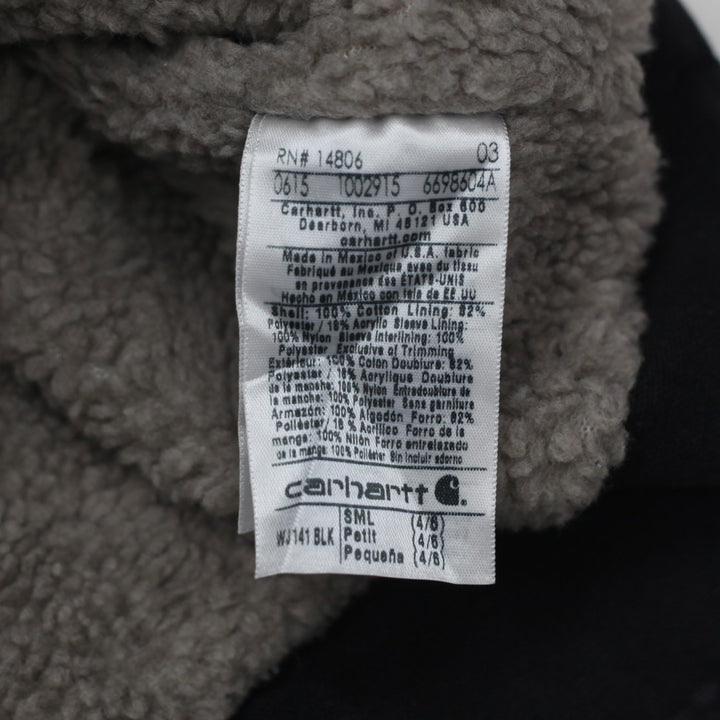 RN# 14806 03
0615 1002915 6698604A
Carhartt, Inc. P. O. Box 600
Dearborn, MI 48121 USA
carhartt.com
Made in Mexico of U.S.A. fabric
Fabriqué au Mexique avec du tissu
en provenance des ÉTATS-UNIS
Hecho en México con tela de EE.UU
Shell: 100% Cotton Lining: 82%
Polyester / 18% Acrylic Sleeve Lining:
100% Nylon Sleeve Interlining: 100%
Polyester Exclusive of Trimming
Extérieur: 100% Coton Doublure: 82%
Polyester / 18% Acrylique Doublure
de la manche: 100% Nylon Entredoublure de
la manche: 100% Polyester Sans garniture
Armazón: 100% Algodón Forro: 82%
Poliéster / 18% Acrílico Forro de la
manga: 100% Nilón Forro entrelazado
de la manga: 100% Poliéster Sin incluir adorno
carhartt
WJ141 BLK SML (4/6)
Petit (4/6)
Pequeña (4/6)